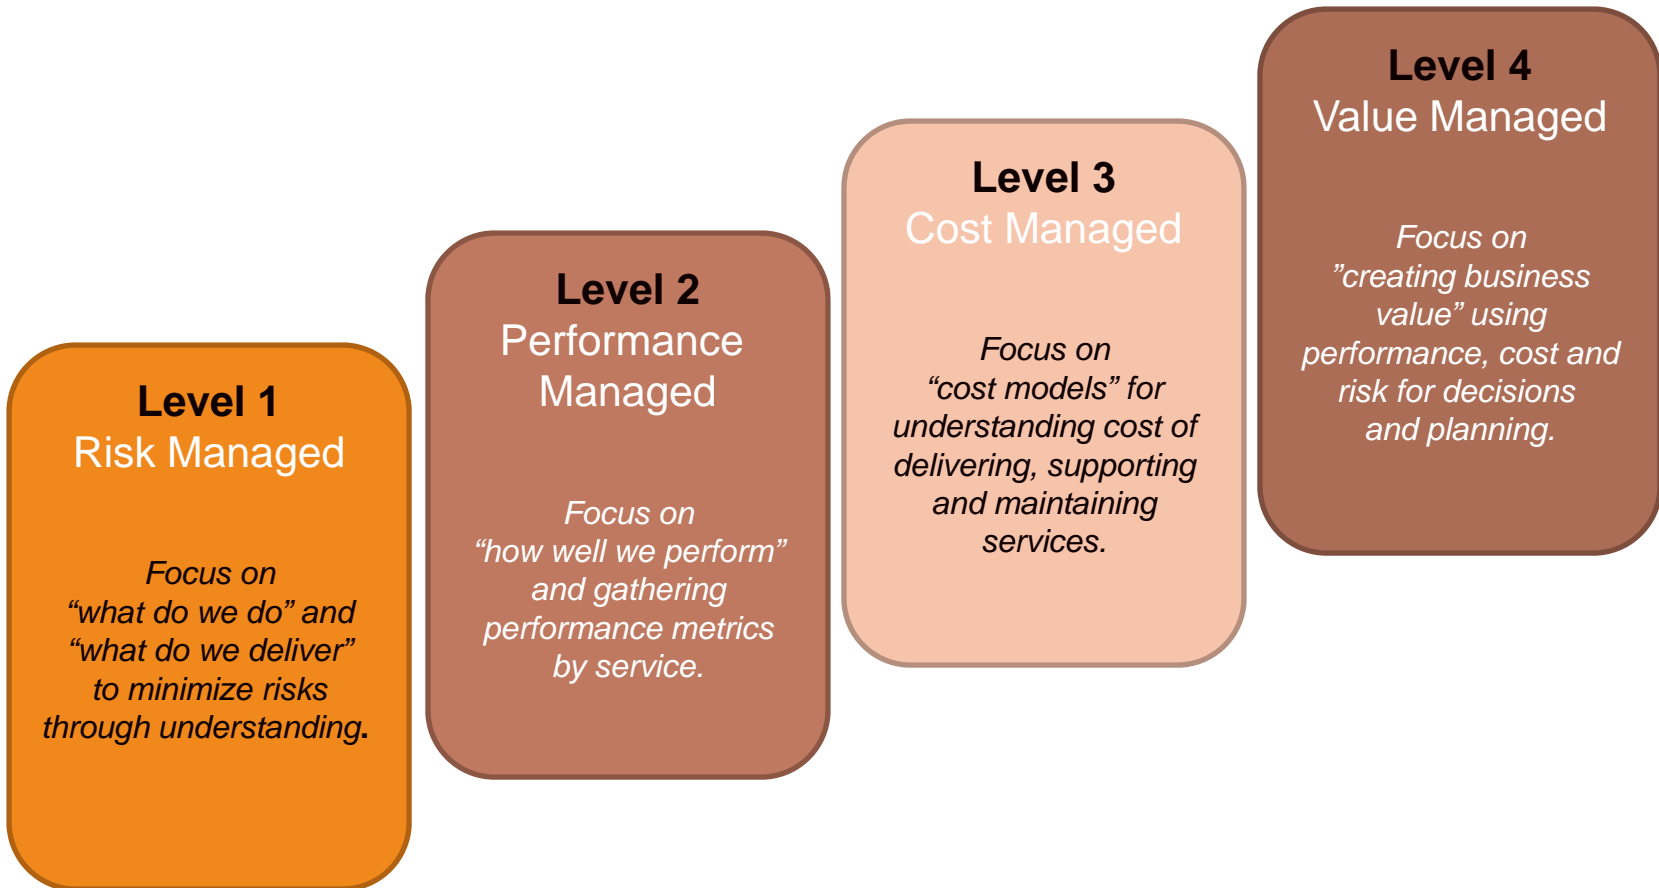 Level 1
Risk Managed
Focus on
“what do we do” and
“what do we deliver”
to minimize risks
through understanding.
Level 2
Performance
Managed
Focus on
“how well we perform”
and gathering
performance metrics
by service.
Level 3
Cost Managed
Focus on
“cost models” for
understanding cost of
delivering, supporting
and maintaining
services.
Level 4
Value Managed
Focus on
”creating business
value” using
performance, cost and
risk for decisions
and planning.